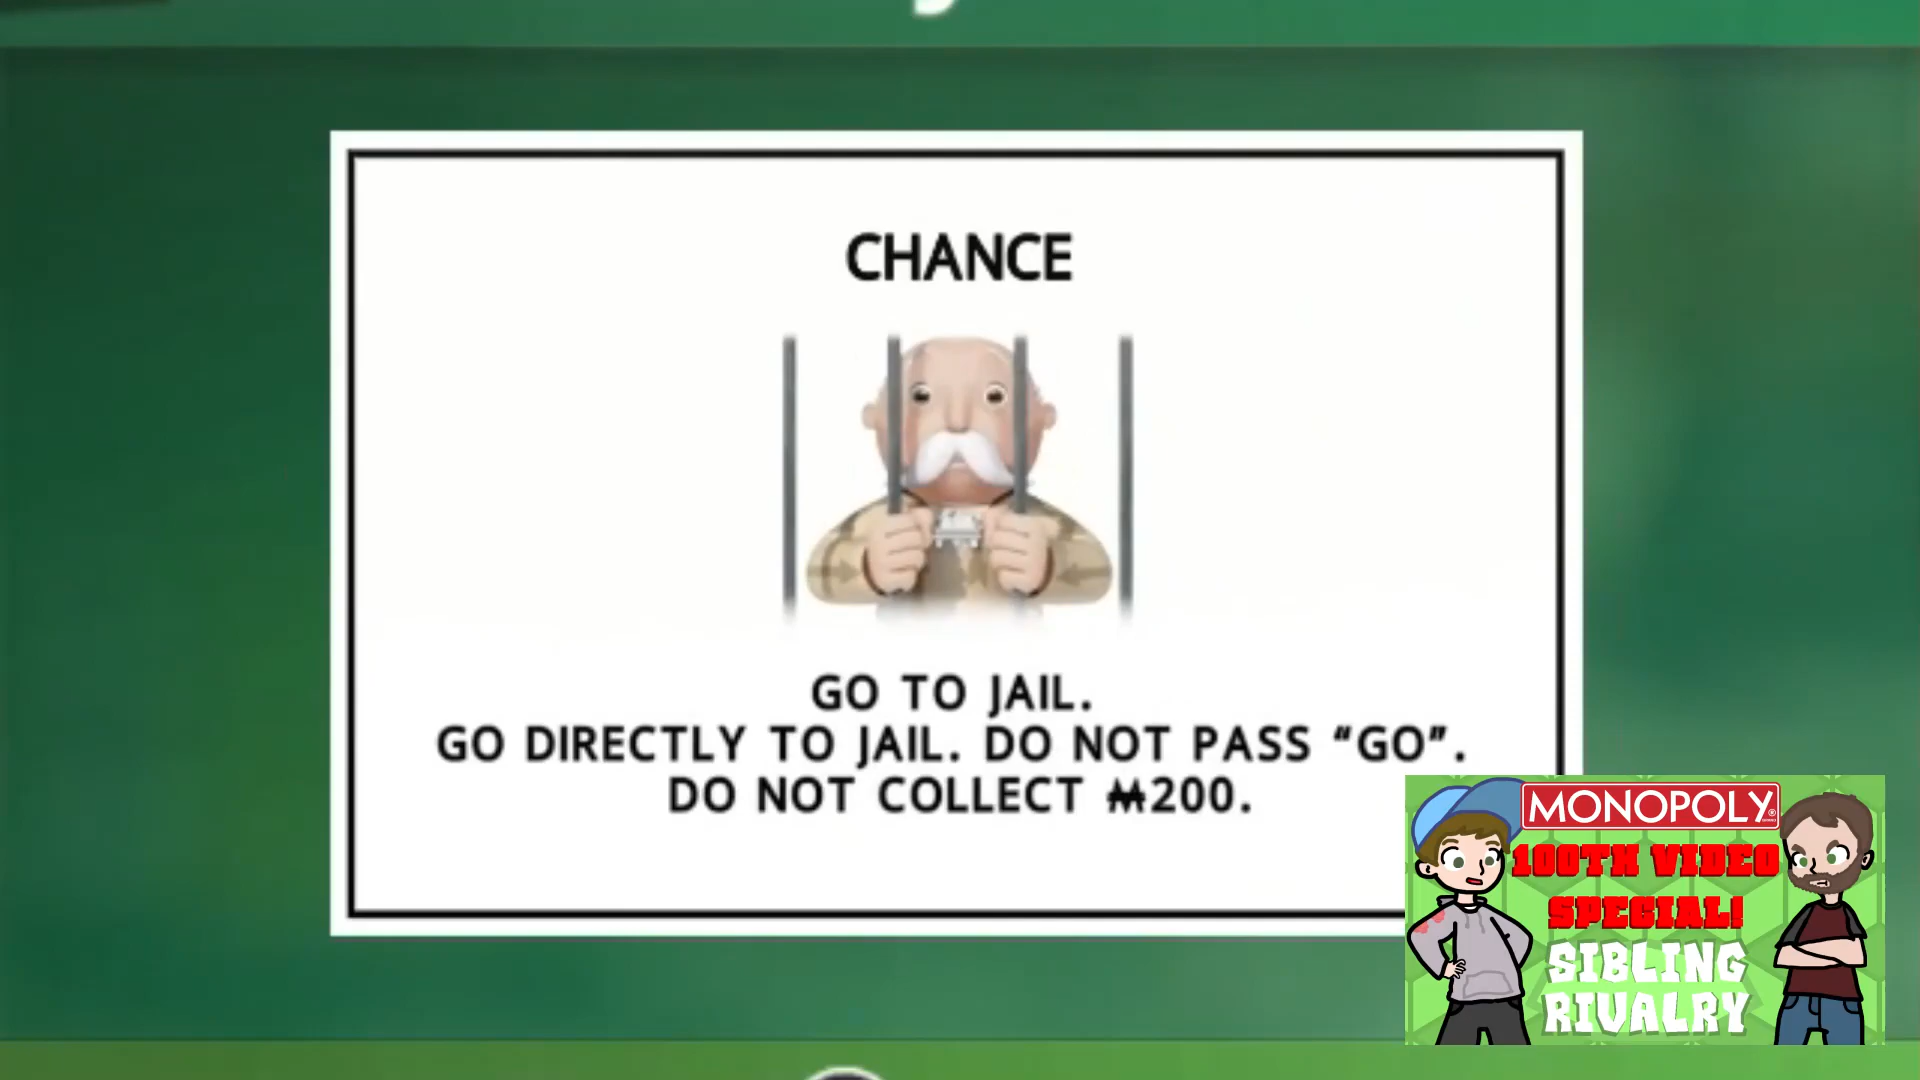 CHANCE
GO TO JAIL.
GO DIRECTLY TO JAIL. DO NOT PASS “GO”.
DO NOT COLLECT ₩200.
MONOPOLY
100TH VIDEO
SPECIAL!
SIBLING
RIVALRY